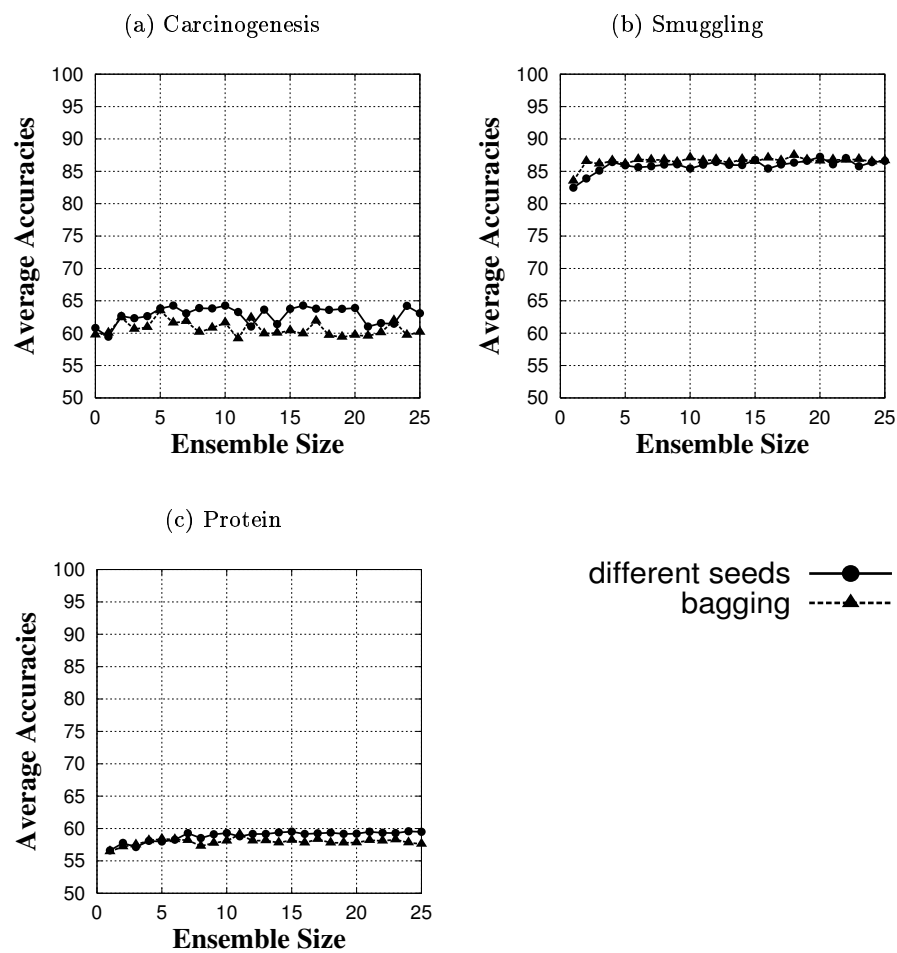 (a) Carcinogenesis
100
95
90
85
80
75
70
65
60
55
50
Average Accuracies
0 5 10 15 20 25
Ensemble Size
(b) Smuggling
100
95
90
85
80
75
70
65
60
55
50
Average Accuracies
0 5 10 15 20 25
Ensemble Size
(c) Protein
100
95
90
85
80
75
70
65
60
55
50
Average Accuracies
0 5 10 15 20 25
Ensemble Size
different seeds
bagging